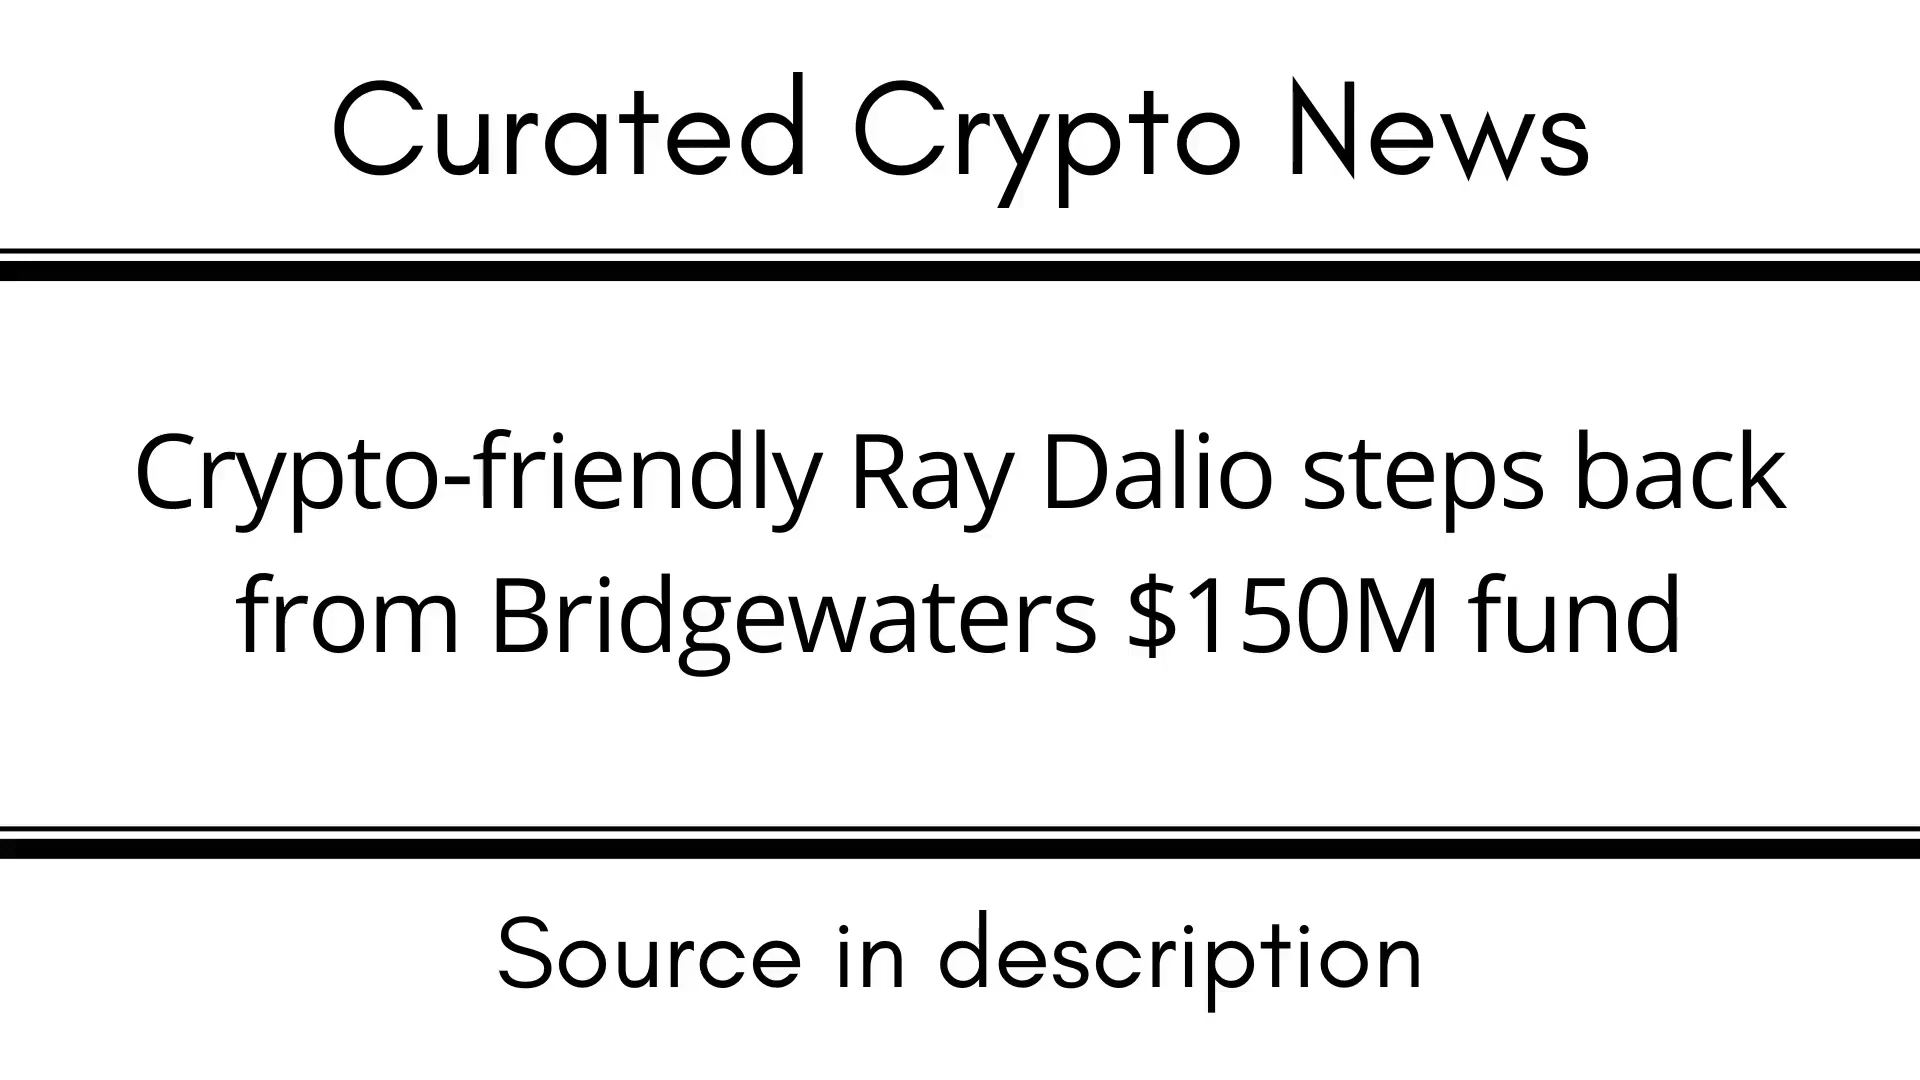 Curated Crypto News
Crypto-friendly Ray Dalio steps back
from Bridgewaters $150M fund
Source in description